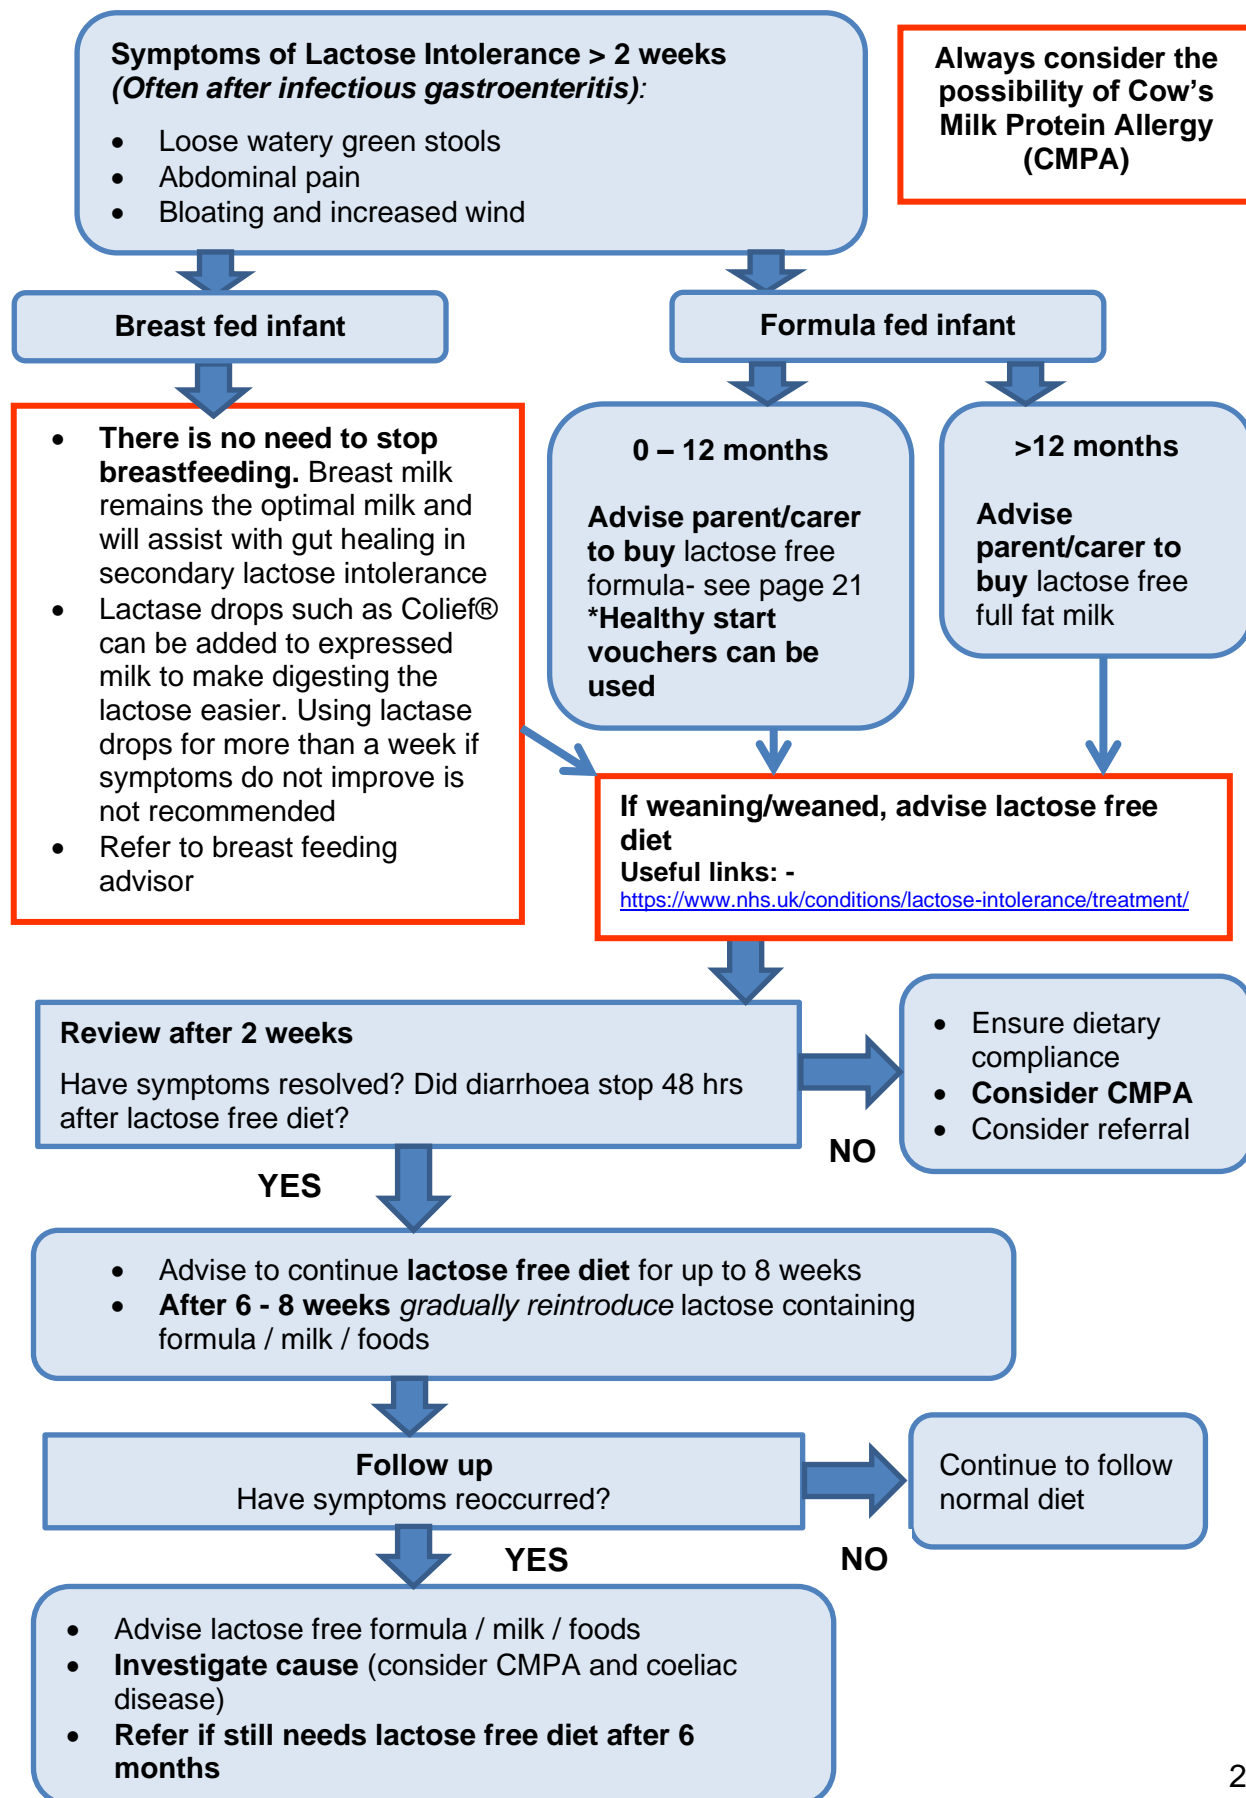 Symptoms of Lactose Intolerance > 2 weeks
(Often after infectious gastroenteritis):
• Loose watery green stools
• Abdominal pain
• Bloating and increased wind
Always consider the
possibility of Cow's
Milk Protein Allergy
(CMPA)
Breast fed infant
Formula fed infant
• There is no need to stop
breastfeeding. Breast milk
remains the optimal milk and
will assist with gut healing in
secondary lactose intolerance
• Lactase drops such as Colief®
can be added to expressed
milk to make digesting the
lactose easier. Using lactase
drops for more than a week if
symptoms do not improve is
not recommended
• Refer to breast feeding
advisor
0 – 12 months
Advise parent/carer
to buy lactose free
formula- see page 21
*Healthy start
vouchers can be
used
>12 months
Advise
parent/carer to
buy lactose free
full fat milk
If weaning/weaned, advise lactose free
diet
Useful links: -
https://www.nhs.uk/conditions/lactose-intolerance/treatment/
Review after 2 weeks
Have symptoms resolved? Did diarrhoea stop 48 hrs
after lactose free diet?
NO
• Ensure dietary
compliance
• Consider CMPA
• Consider referral
YES
• Advise to continue lactose free diet for up to 8 weeks
• After 6 - 8 weeks gradually reintroduce lactose containing
formula / milk / foods
Follow up
Have symptoms reoccurred?
Continue to follow
normal diet
YES
NO
• Advise lactose free formula / milk / foods
• Investigate cause (consider CMPA and coeliac
disease)
• Refer if still needs lactose free diet after 6
months
2